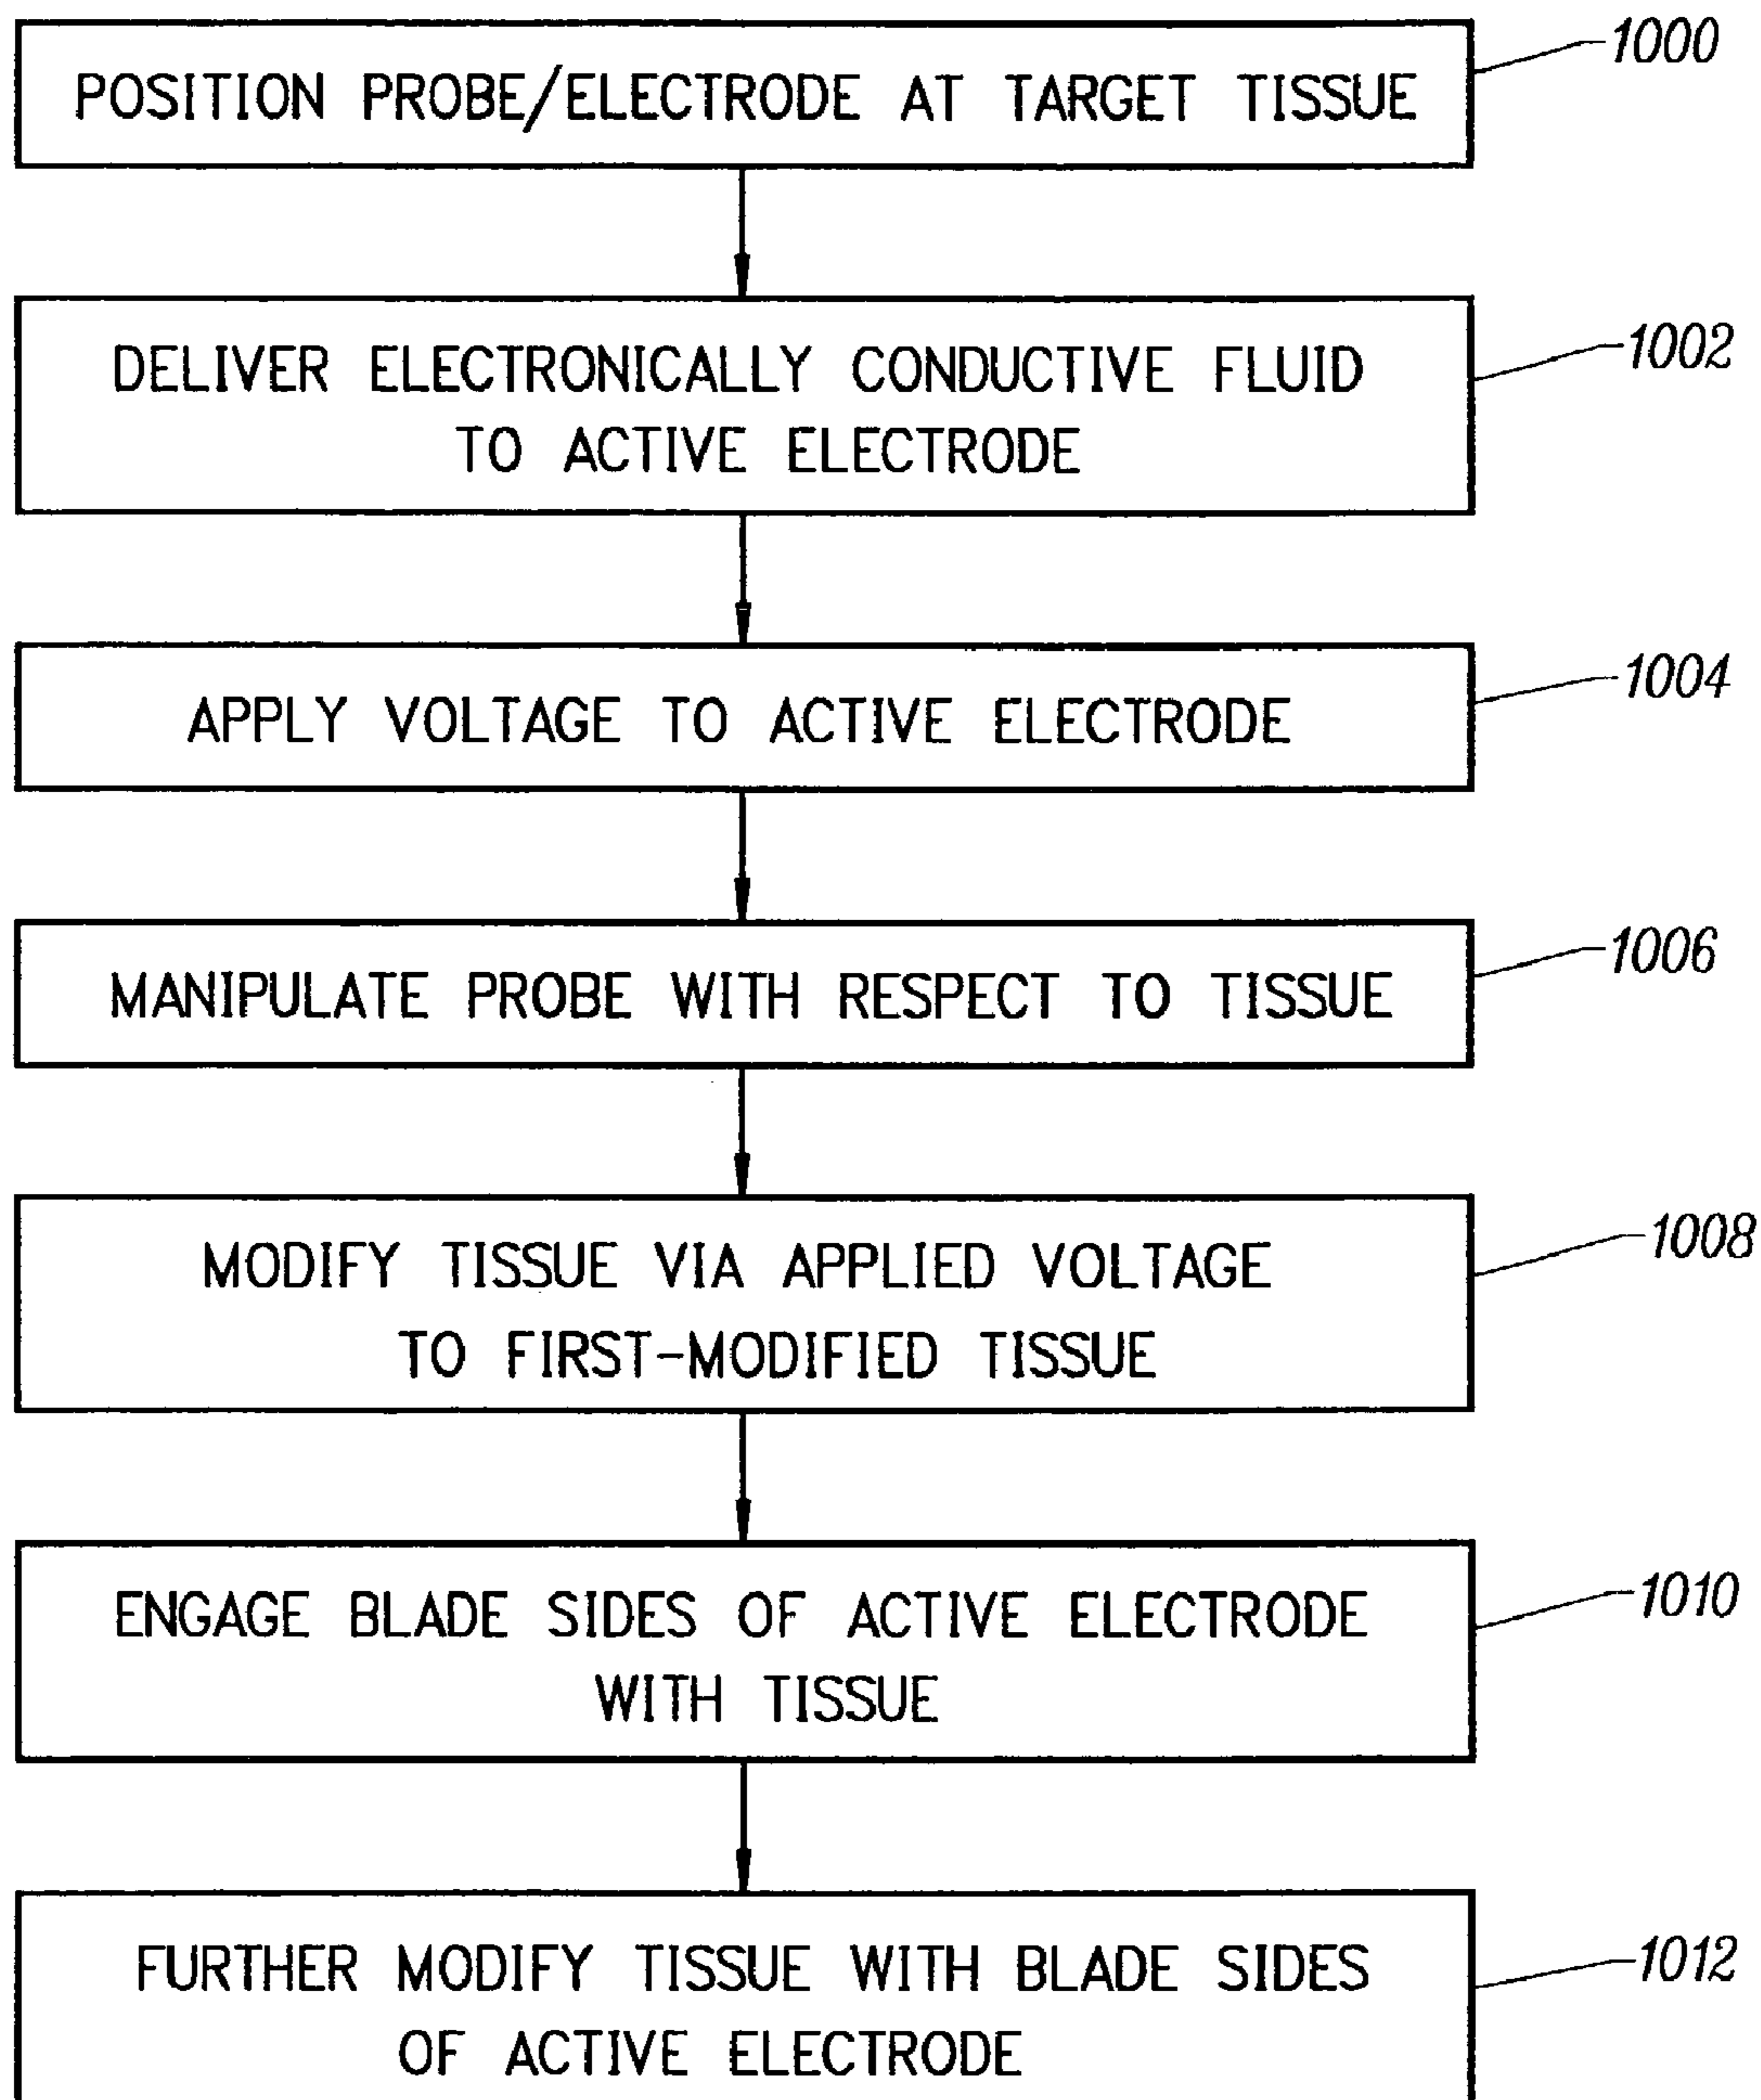 1000
POSITION PROBE/ELECTRODE AT TARGET TISSUE
1002
DELIVER ELECTRONICALLY CONDUCTIVE FLUID
TO ACTIVE ELECTRODE
1004
APPLY VOLTAGE TO ACTIVE ELECTRODE
1006
MANIPULATE PROBE WITH RESPECT TO TISSUE
1008
MODIFY TISSUE VIA APPLIED VOLTAGE
TO FIRST-MODIFIED TISSUE
1010
ENGAGE BLADE SIDES OF ACTIVE ELECTRODE
WITH TISSUE
1012
FURTHER MODIFY TISSUE WITH BLADE SIDES
OF ACTIVE ELECTRODE